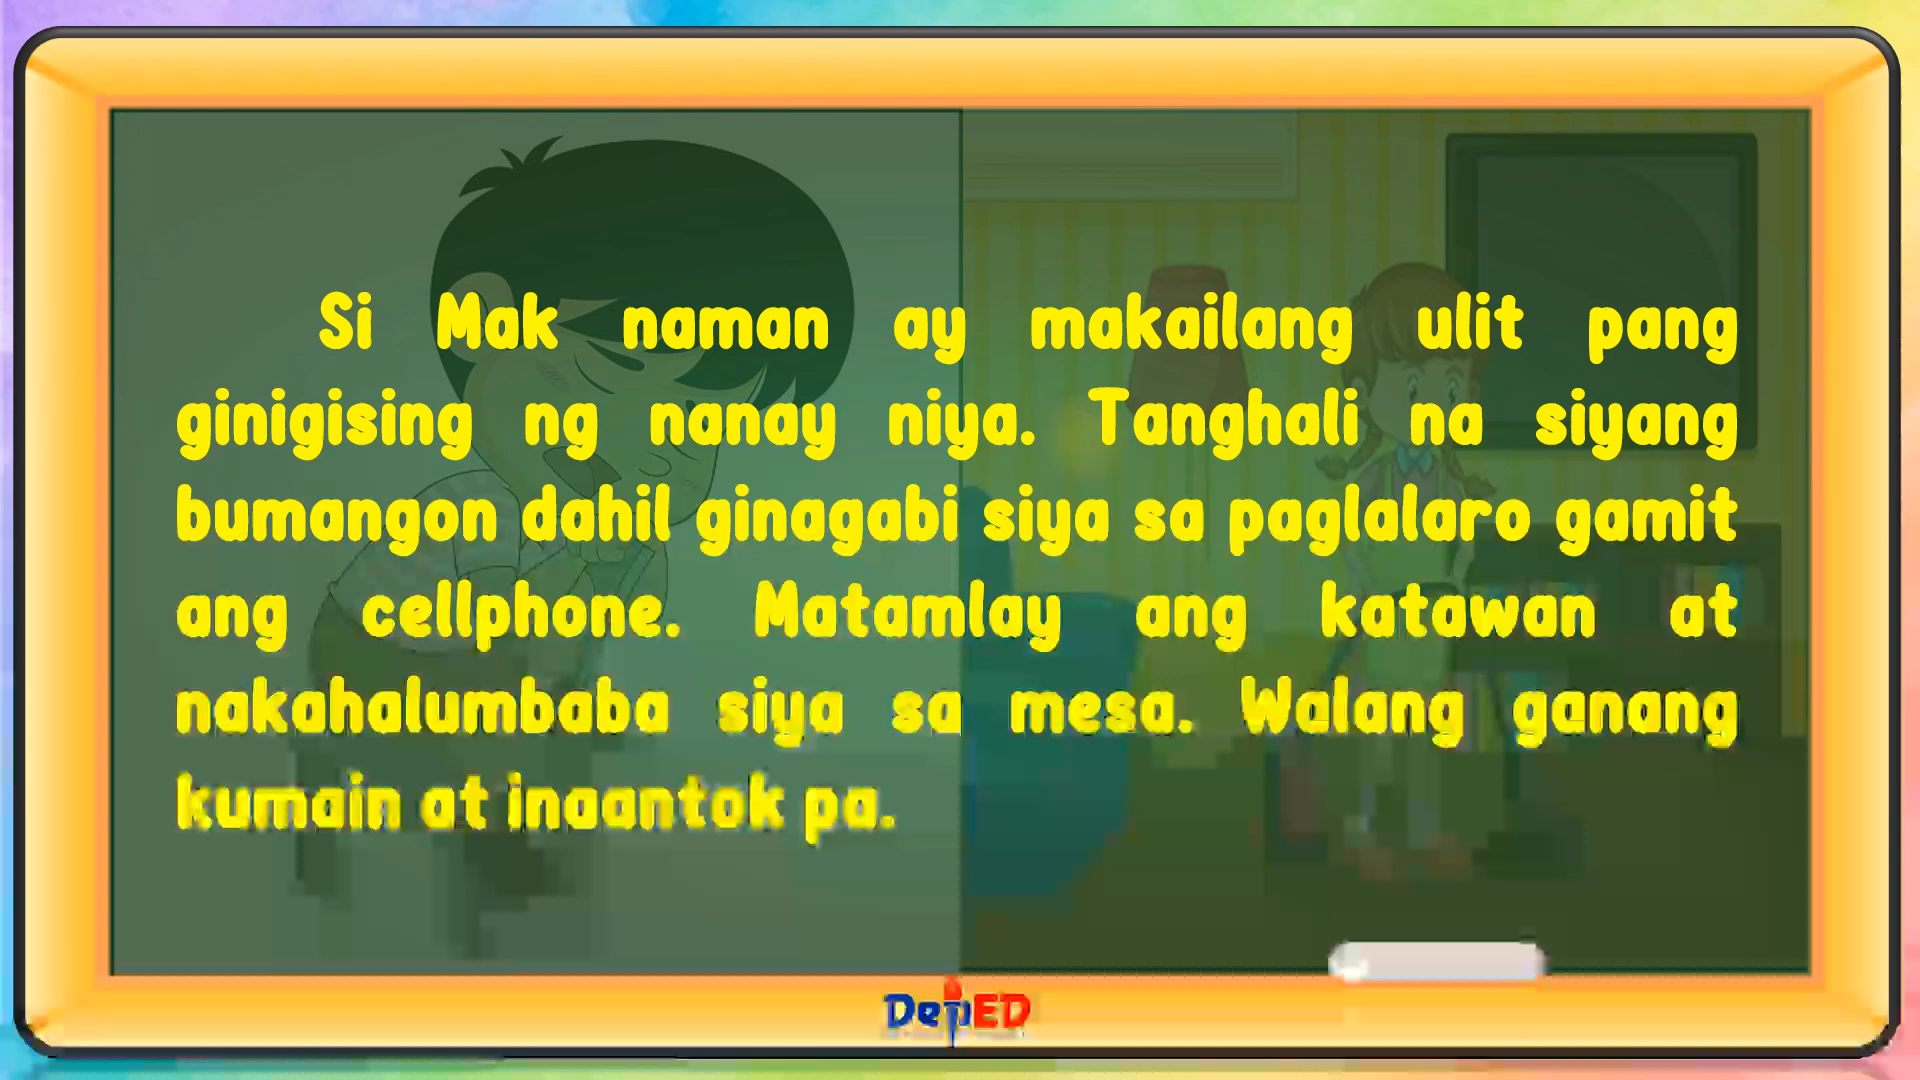 Si Mak naman ay makailang ulit pang
ginigising ng nanay niya. Tanghali na siyang
bumangon dahil ginagabi siya sa paglalaro gamit
ang cellphone. Matamlay ang katawan at
nakahalumbaba siya sa mesa. Walang ganang
kumain at inaantok pa.
DepED